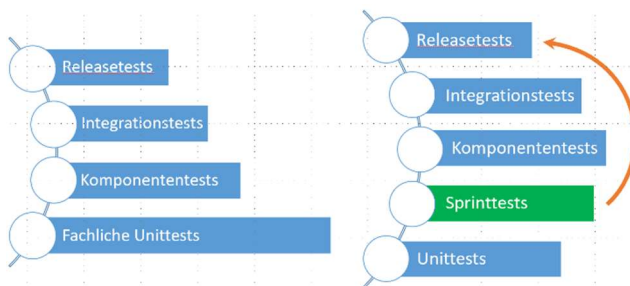 Releasetests
Integrationstests
Komponententests
Fachliche Unittests
Releasetests
Integrationstests
Komponententests
Sprinttests
Unittests